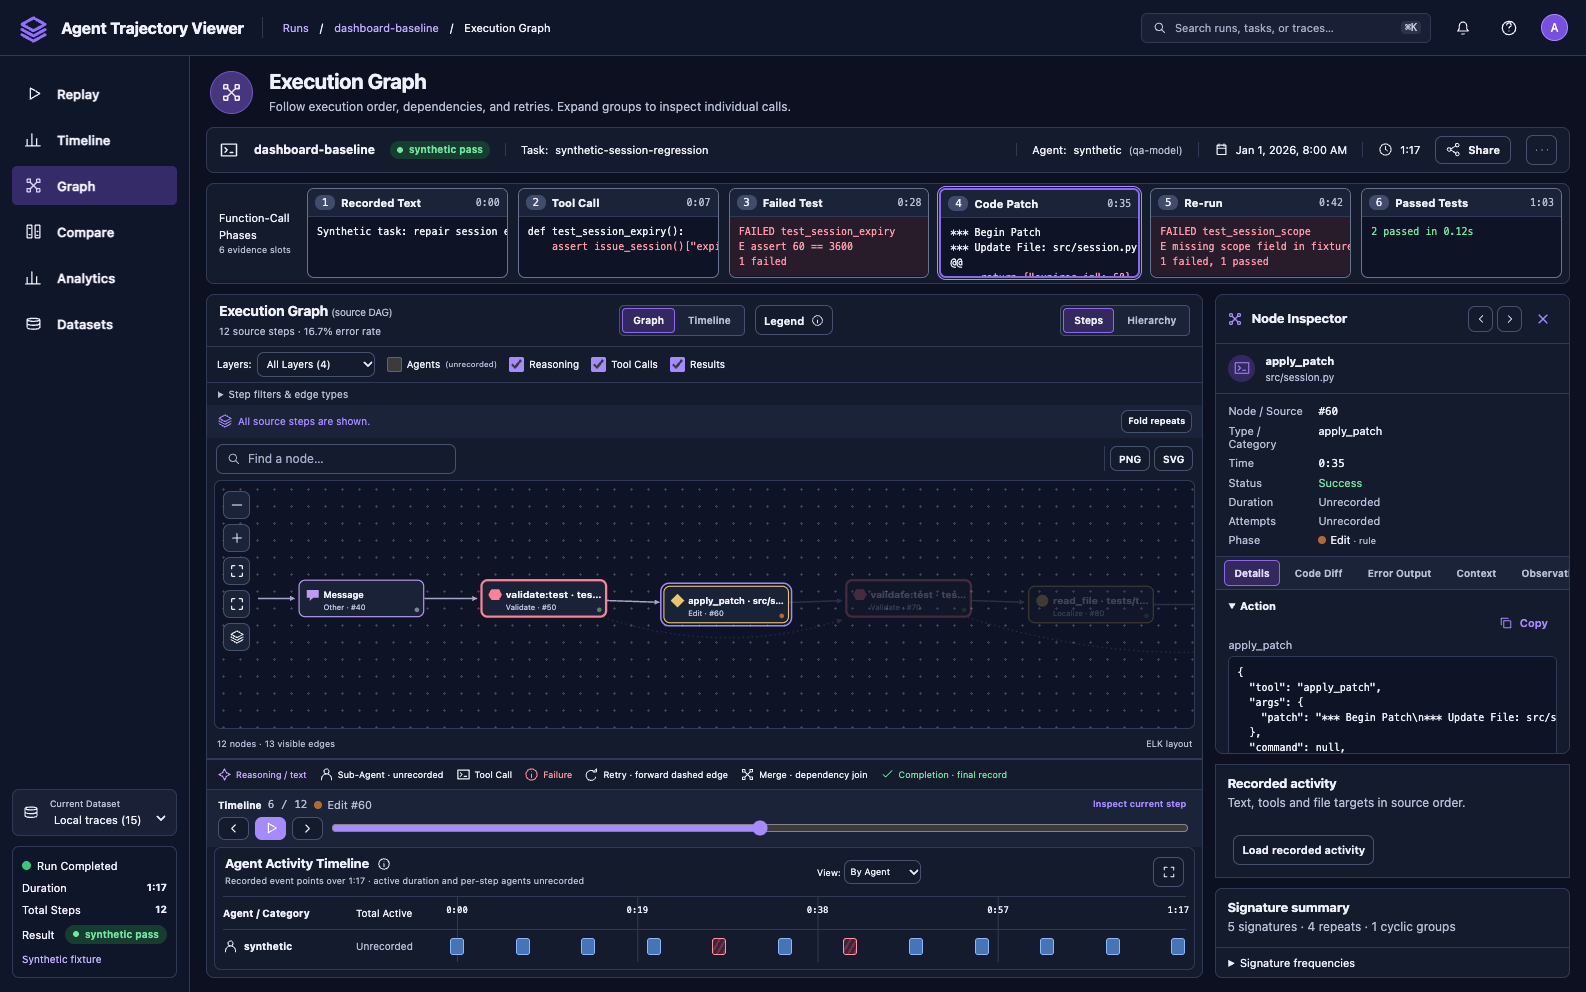 Agent Trajectory Viewer
Runs / dashboard-baseline / Execution Graph
Search runs, tasks, or traces... ⌘K
A
Replay
Timeline
Graph
Compare
Analytics
Datasets
Current Dataset
Local traces (15)
Run Completed
Duration 1:17
Total Steps 12
Result synthetic pass
Synthetic fixture
Execution Graph
Follow execution order, dependencies, and retries. Expand groups to inspect individual calls.
dashboard-baseline synthetic pass Task: synthetic-session-regression Agent: synthetic (qa-model) Jan 1, 2026, 8:00 AM 1:17 Share ...
Function-Call
Phases
6 evidence slots
1 Recorded Text 0:00
Synthetic task: repair session e
2 Tool Call 0:07
def test_session_expiry():
assert issue_session()["expi
3 Failed Test 0:28
FAILED test_session_expiry
E assert 60 == 3600
1 failed
4 Code Patch 0:35
*** Begin Patch
*** Update File: src/session.py
@@
return {"expires_in": 60}
5 Re-run 0:42
FAILED test_session_scope
E missing scope field in fixture
1 failed, 1 passed
6 Passed Tests 1:03
2 passed in 0.12s
Execution Graph (source DAG)
12 source steps · 16.7% error rate
Graph Timeline Legend
Steps Hierarchy
Layers: All Layers (4) Agents (unrecorded) Reasoning Tool Calls Results
Step filters & edge types
All source steps are shown. Fold repeats
Find a node... PNG SVG
Message
Other · #40
validate:test · tes...
Validate · #50
apply_patch · src/s...
Edit · #60
validate:test · tes...
Validate · #70
read_file · tests/t...
Localize · #80
12 nodes · 13 visible edges ELK layout
Reasoning / text Sub-Agent · unrecorded Tool Call Failure Retry · forward dashed edge Merge · dependency join Completion · final record
Timeline 6 / 12 Edit #60 Inspect current step
Agent Activity Timeline
Recorded event points over 1:17 · active duration and per-step agents unrecorded
View: By Agent
Agent / Category Total Active 0:00 0:19 0:38 0:57 1:17
synthetic Unrecorded
Node Inspector
apply_patch
src/session.py
Node / Source #60
Type /
Category apply_patch
Time 0:35
Status Success
Duration Unrecorded
Attempts Unrecorded
Phase Edit · rule
Details Code Diff Error Output Context Observati
Action
Copy
apply_patch
{
"tool": "apply_patch",
"args": {
"patch": "*** Begin Patch\n*** Update File: src/s
},
"command": null,
Recorded activity
Text, tools and file targets in source order.
Load recorded activity
Signature summary
5 signatures · 4 repeats · 1 cyclic groups
Signature frequencies